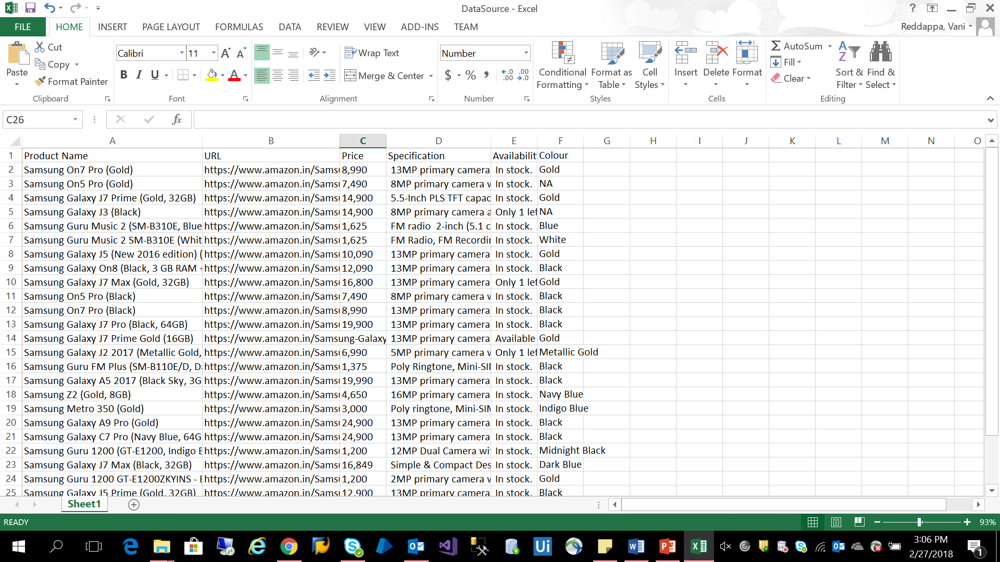 DataSource - Excel
?
FILE HOME INSERT PAGE LAYOUT FORMULAS DATA REVIEW VIEW ADD-INS TEAM Reddappa, Vani
Paste Cut Copy Format Painter Clipboard
Calibri 11 B I U Font
Wrap Text Merge & Center Alignment
Number $ % , Number
Conditional Formatting Format as Table Cell Styles Styles
Insert Delete Format Cells
AutoSum Fill Clear Sort & Filter Find & Select Editing
C26 fx
A B C D E F G H I J K L M N O
1 Product Name URL Price Specification Availabilit Colour
2 Samsung On7 Pro (Gold) https://www.amazon.in/Sams 8,990 13MP primary camera In stock. Gold
3 Samsung On5 Pro (Gold) https://www.amazon.in/Sams 7,490 8MP primary camera w In stock. NA
4 Samsung Galaxy J7 Prime (Gold, 32GB) https://www.amazon.in/Sams 14,900 5.5-Inch PLS TFT capac In stock. Gold
5 Samsung Galaxy J3 (Black) https://www.amazon.in/Sams 14,900 8MP primary camera a Only 1 lef NA
6 Samsung Guru Music 2 (SM-B310E, Blue https://www.amazon.in/Sams 1,625 FM radio 2-inch (5.1 c In stock. Blue
7 Samsung Guru Music 2 SM-B310E (Whit https://www.amazon.in/Sams 1,625 FM Radio, FM Recordin In stock. White
8 Samsung Galaxy J5 (New 2016 edition) ( https://www.amazon.in/Sams 10,090 13MP primary camera In stock. Gold
9 Samsung Galaxy On8 (Black, 3 GB RAM + https://www.amazon.in/Sams 12,090 13MP primary camera In stock. Black
10 Samsung Galaxy J7 Max (Gold, 32GB) https://www.amazon.in/Sams 16,800 13MP primary camera Only 1 lef Gold
11 Samsung On5 Pro (Black) https://www.amazon.in/Sams 7,490 8MP primary camera w In stock. Black
12 Samsung On7 Pro (Black) https://www.amazon.in/Sams 8,990 13MP primary camera In stock. Black
13 Samsung Galaxy J7 Pro (Black, 64GB) https://www.amazon.in/Sams 19,900 13MP primary camera In stock. Black
14 Samsung Galaxy J7 Prime Gold (16GB) https://www.amazon.in/Samsung-Galaxy 13MP primary camera Available Gold
15 Samsung Galaxy J2 2017 (Metallic Gold, https://www.amazon.in/Sams 6,990 5MP primary camera w Only 1 lef Metallic Gold
16 Samsung Guru FM Plus (SM-B110E/D, Da https://www.amazon.in/Sams 1,375 Poly Ringtone, Mini-SI In stock. Black
17 Samsung Galaxy A5 2017 (Black Sky, 3G https://www.amazon.in/Sams 19,990 13MP primary camera In stock. Black
18 Samsung Z2 (Gold, 8GB) https://www.amazon.in/Sams 4,650 16MP primary camera In stock. Navy Blue
19 Samsung Metro 350 (Gold) https://www.amazon.in/Sams 3,000 Poly ringtone, Mini-SIM In stock. Indigo Blue
20 Samsung Galaxy A9 Pro (Gold) https://www.amazon.in/Sams 24,900 13MP primary camera In stock. Black
21 Samsung Galaxy C7 Pro (Navy Blue, 64G https://www.amazon.in/Sams 24,900 13MP primary camera In stock. Black
22 Samsung Guru 1200 (GT-E1200, Indigo B https://www.amazon.in/Sams 1,200 12MP Dual Camera wi In stock. Midnight Black
23 Samsung Galaxy J7 Max (Black, 32GB) https://www.amazon.in/Sams 16,849 Simple & Compact Des In stock. Dark Blue
24 Samsung Guru 1200 GT-E1200ZKYINS - B https://www.amazon.in/Sams 1,200 2MP primary camera w In stock. Gold
25 Samsung Galaxy J5 Prime (Gold, 32GB) https://www.amazon.in/Sams 12,900 13MP primary camera In stock. Black
Sheet1
READY 93%
3:06 PM
2/27/2018
1